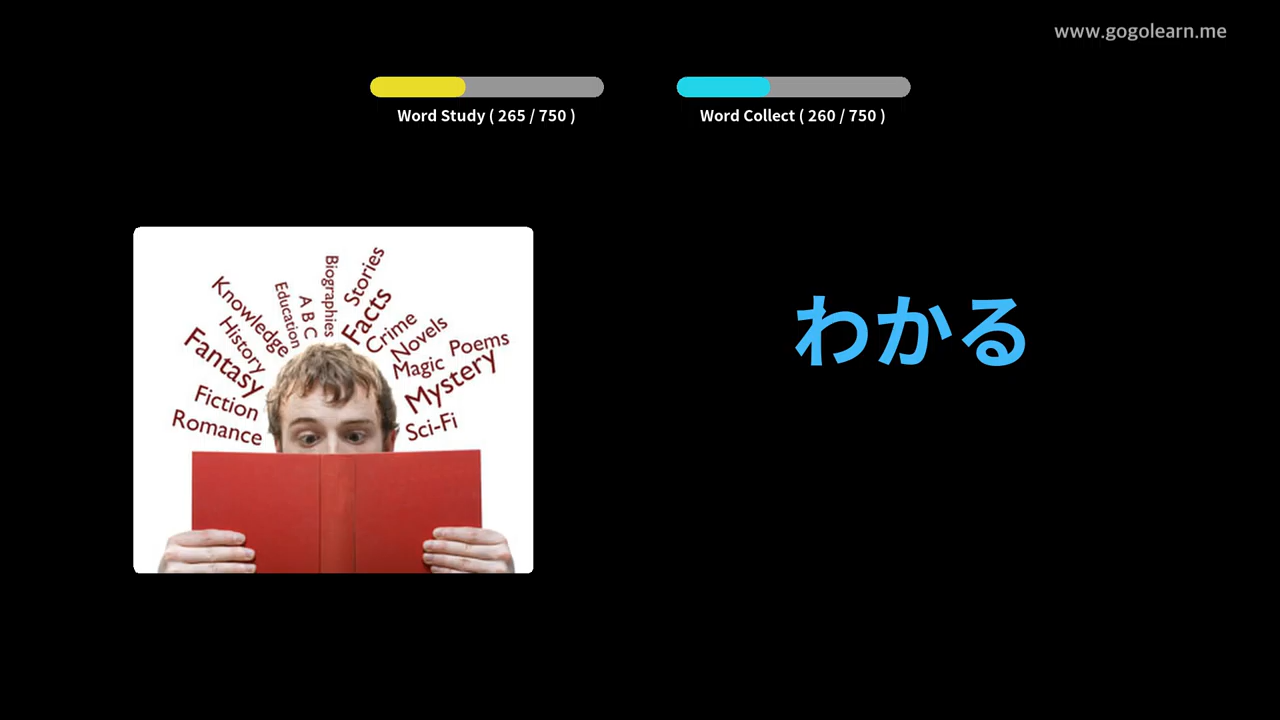 www.gogolearn.me
Word Study ( 265 / 750 )
Word Collect ( 260 / 750 )
わかる
Biographies
Stories
Education
A B C
Facts
Knowledge
Crime
History
Novels
Fantasy
Magic
Poems
Mystery
Fiction
Romance
Sci-Fi